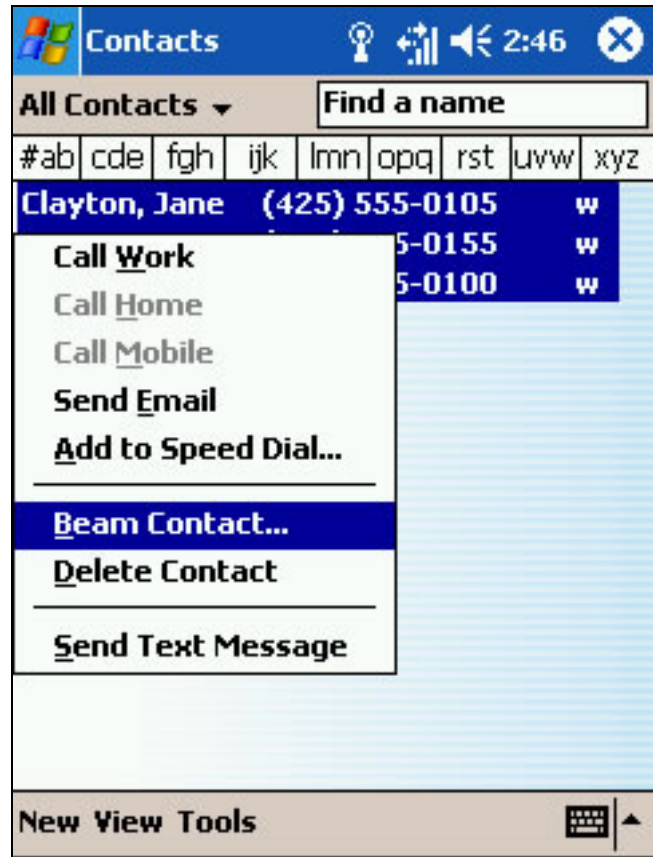 Contacts 2:46
All Contacts Find a name
#ab cde fgh ijk lmn opq rst uvw xyz
Clayton, Jane (425) 555-0105 w
5-0155 w
5-0100 w
Call Work
Call Home
Call Mobile
Send Email
Add to Speed Dial...
Beam Contact...
Delete Contact
Send Text Message
New View Tools